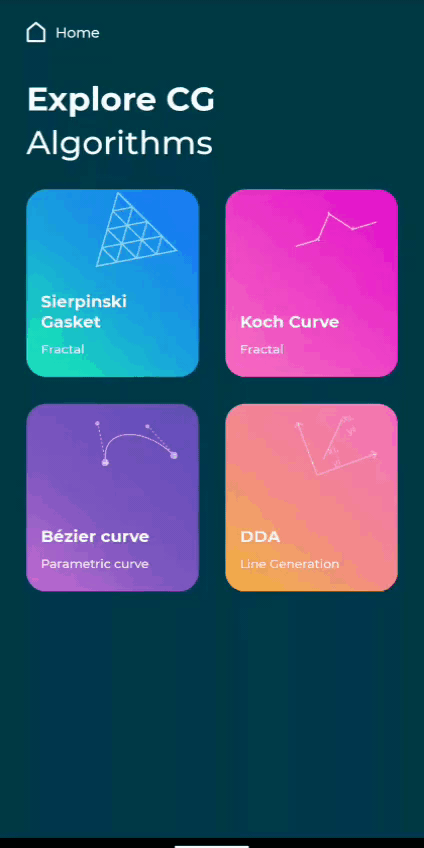 Home
Explore CG
Algorithms
Sierpinski
Gasket
Fractal
Koch Curve
Fractal
Bézier curve
Parametric curve
DDA
Line Generation